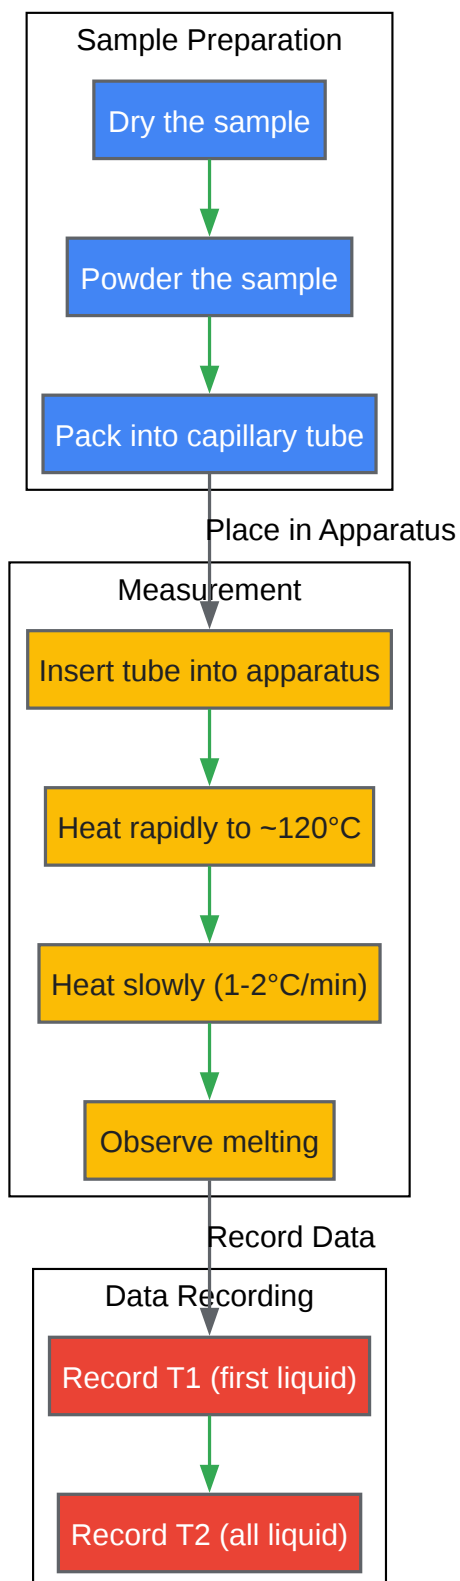 Sample Preparation
Dry the sample
Powder the sample
Pack into capillary tube
Place in Apparatus
Measurement
Insert tube into apparatus
Heat rapidly to ~120°C
Heat slowly (1-2°C/min)
Observe melting
Record Data
Data Recording
Record T1 (first liquid)
Record T2 (all liquid)